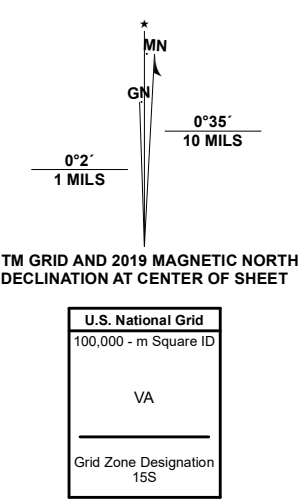 ★
MN
GN
0°35´
10 MILS
0°2´
1 MILS
TM GRID AND 2019 MAGNETIC NORTH
DECLINATION AT CENTER OF SHEET
U.S. National Grid
100,000 - m Square ID
VA
Grid Zone Designation
15S